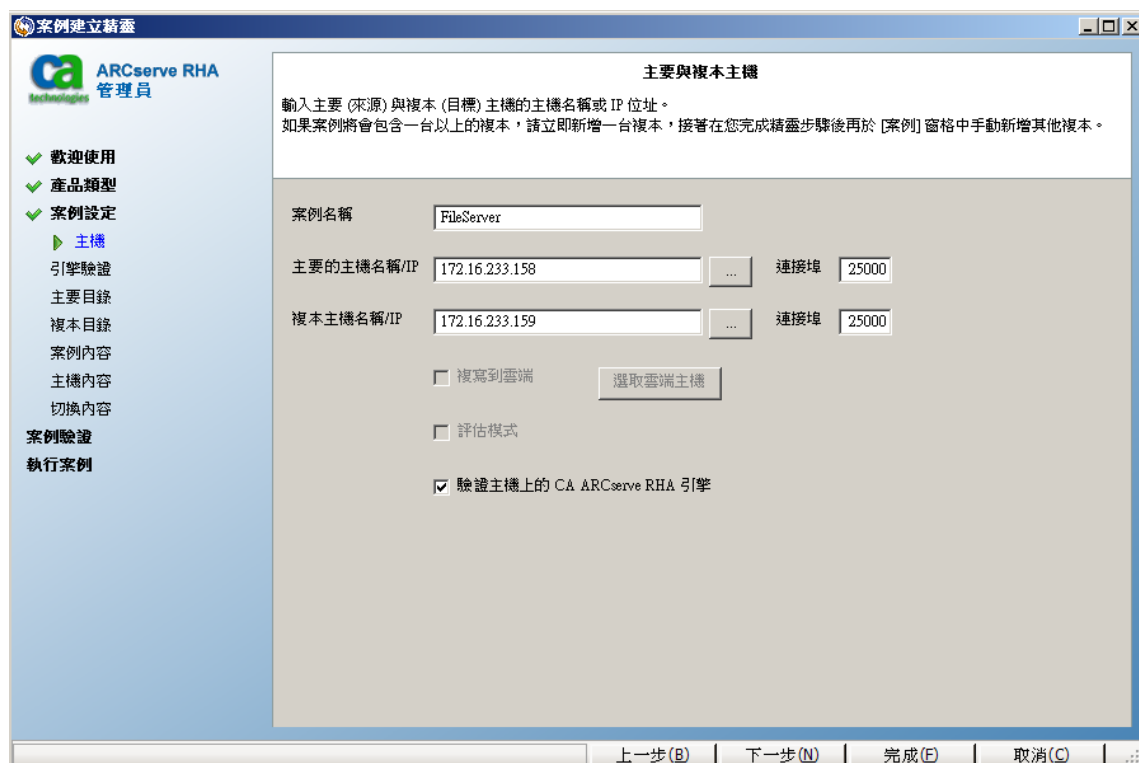 案例建立精靈
ca
technologies
ARCserve RHA
管理員
歡迎使用
產品類型
案例設定
主機
引擎驗證
主要目錄
複本目錄
案例內容
主機內容
切換內容
案例驗證
執行案例
主要與複本主機
輸入主要 (來源) 與複本 (目標) 主機的主機名稱或 IP 位址。
如果案例將會包含一台以上的複本，請立即新增一台複本，接著在您完成精靈步驟後再於 [案例] 窗格中手動新增其他複本。
案例名稱 FileServer
主要的主機名稱/IP 172.16.233.158 ... 連接埠 25000
複本主機名稱/IP 172.16.233.159 ... 連接埠 25000
複寫到雲端 選取雲端主機
評估模式
驗證主機上的 CA ARCserve RHA 引擎
上一步(B) 下一步(N) 完成(F) 取消(C)